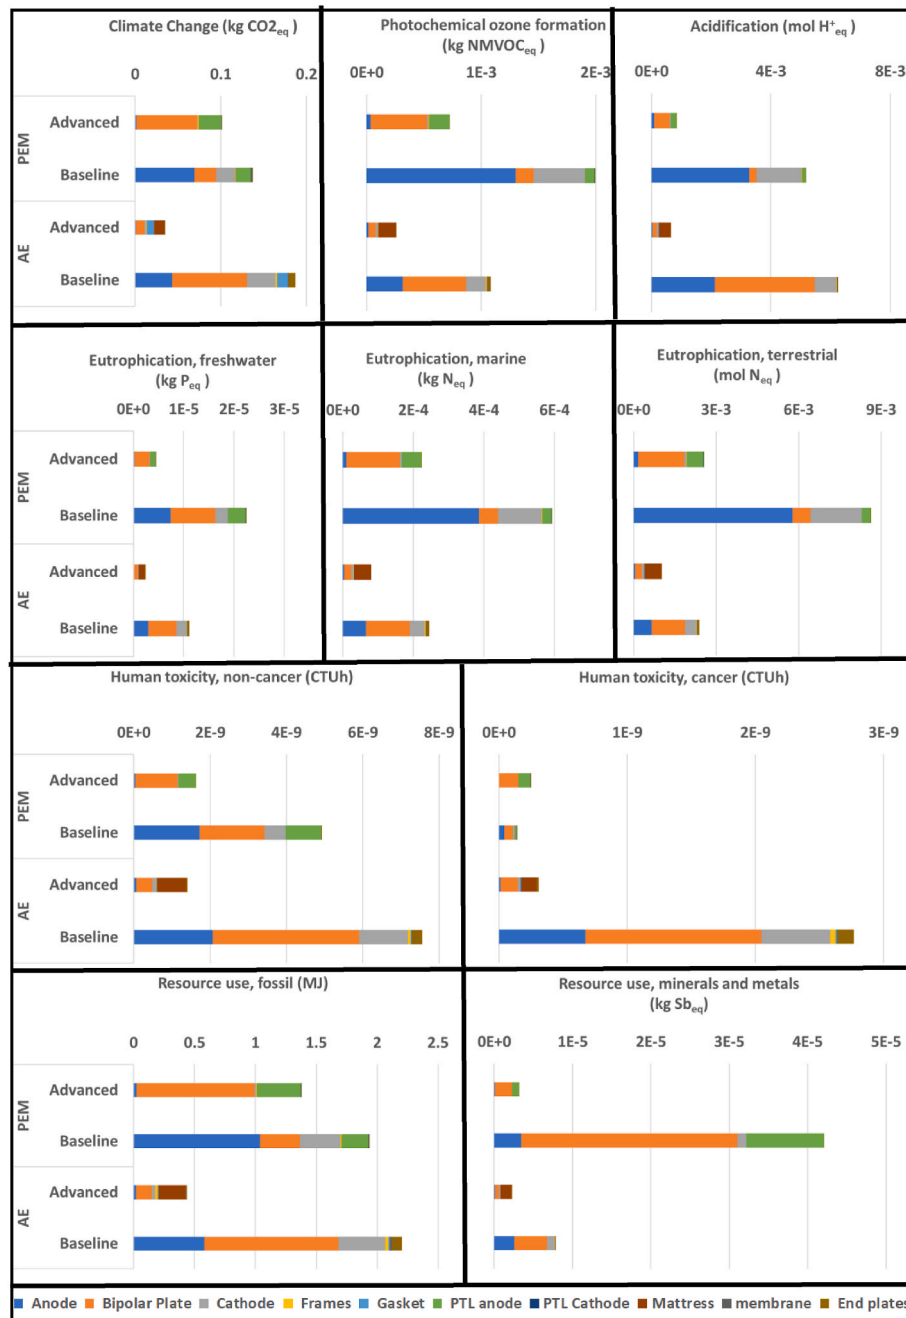 Climate Change (kg CO2eq )
0 0.1 0.2
PEM
Advanced
Baseline
AE
Advanced
Baseline
Photochemical ozone formation
(kg NMVOCeq )
0E+0 1E-3 2E-3
Acidification (mol H+eq )
0E+0 4E-3 8E-3
Eutrophication, freshwater
(kg Peq )
0E+0 1E-5 2E-5 3E-5
PEM
Advanced
Baseline
AE
Advanced
Baseline
Eutrophication, marine
(kg Neq )
0E+0 2E-4 4E-4 6E-4
Eutrophication, terrestrial
(mol Neq )
0E+0 3E-3 6E-3 9E-3
Human toxicity, non-cancer (CTUh)
0E+0 2E-9 4E-9 6E-9 8E-9
PEM
Advanced
Baseline
AE
Advanced
Baseline
Human toxicity, cancer (CTUh)
0E+0 1E-9 2E-9 3E-9
Resource use, fossil (MJ)
0 0.5 1 1.5 2 2.5
PEM
Advanced
Baseline
AE
Advanced
Baseline
Resource use, minerals and metals
(kg Sbeq)
0E+0 1E-5 2E-5 3E-5 4E-5 5E-5
Anode Bipolar Plate Cathode Frames Gasket PTL anode PTL Cathode Mattress membrane End plates